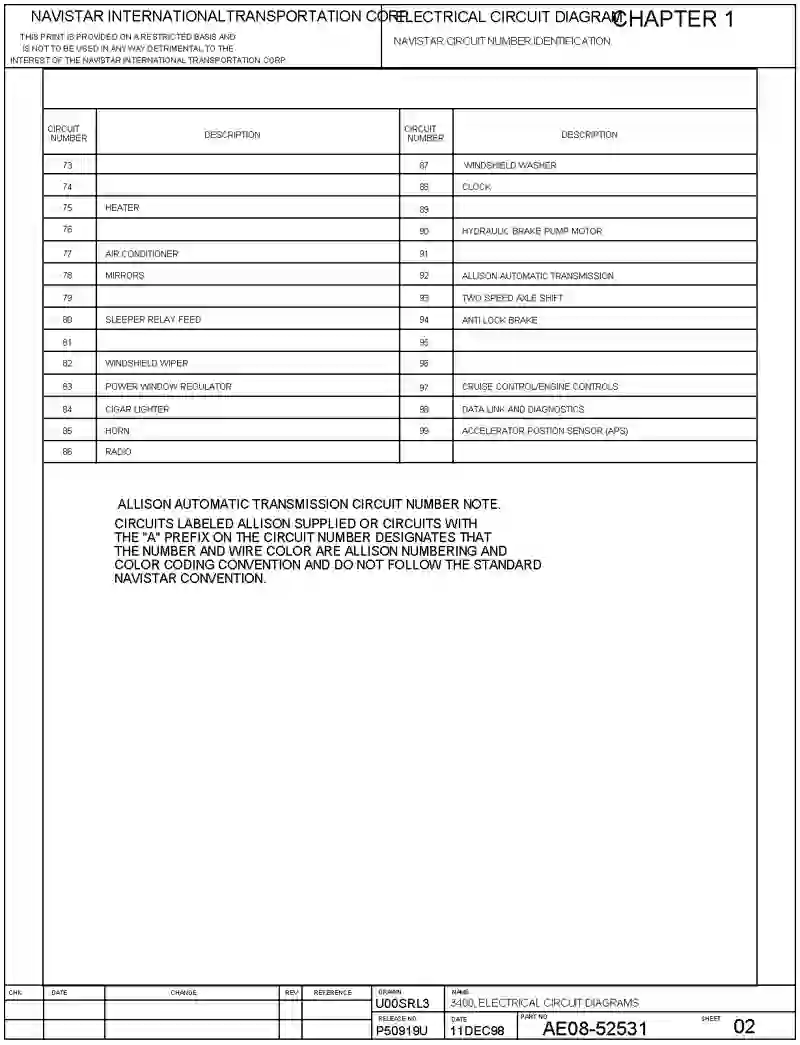 NAVISTAR INTERNATIONAL TRANSPORTATION CORP.
THIS PRINT IS PROVIDED ON A RESTRICTED BASIS AND
IS NOT TO BE USED IN ANY WAY DETRIMENTAL TO THE
INTEREST OF THE NAVISTAR INTERNATIONAL TRANSPORTATION CORP.
ELECTRICAL CIRCUIT DIAGRAM
CHAPTER 1
NAVISTAR CIRCUIT NUMBER IDENTIFICATION
CIRCUIT NUMBER DESCRIPTION CIRCUIT NUMBER DESCRIPTION
73 87 WINDSHIELD WASHER
74 88 CLOCK
75 HEATER 89
76 90 HYDRAULIC BRAKE PUMP MOTOR
77 AIR CONDITIONER 91
78 MIRRORS 92 ALLISON AUTOMATIC TRANSMISSION
79 93 TWO SPEED AXLE SHIFT
80 SLEEPER RELAY FEED 94 ANTI LOCK BRAKE
81 95
82 WINDSHIELD WIPER 96
83 POWER WINDOW REGULATOR 97 CRUISE CONTROL/ENGINE CONTROLS
84 CIGAR LIGHTER 98 DATA LINK AND DIAGNOSTICS
85 HORN 99 ACCELERATOR POSTION SENSOR (APS)
86 RADIO
ALLISON AUTOMATIC TRANSMISSION CIRCUIT NUMBER NOTE.
CIRCUITS LABELED ALLISON SUPPLIED OR CIRCUITS WITH
THE "A" PREFIX ON THE CIRCUIT NUMBER DESIGNATES THAT
THE NUMBER AND WIRE COLOR ARE ALLISON NUMBERING AND
COLOR CODING CONVENTION AND DO NOT FOLLOW THE STANDARD
NAVISTAR CONVENTION.
CHK DATE CHANGE REV REFERENCE
DRAWN NAME
U00SRL3 3400, ELECTRICAL CIRCUIT DIAGRAMS
RELEASE NO. DATE PART NO. SHEET
P50919U 11DEC98 AE08-52531 02